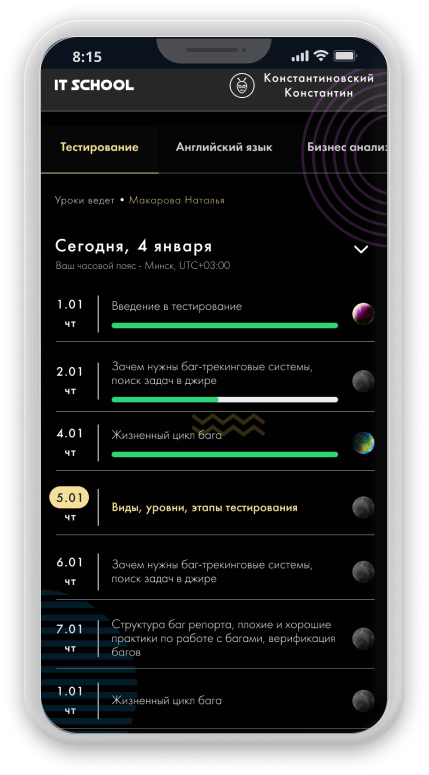 8:15
IT SCHOOL
Константиновский
Константин
Тестирование
Английский язык
Бизнес анализ
Уроки ведет • Макарова Наталья
Сегодня, 4 января
Ваш часовой пояс - Минск, UTC+03:00
1.01
чт
Введение в тестирование
2.01
чт
Зачем нужны баг-трекинговые системы,
поиск задач в джире
4.01
чт
Жизненный цикл бага
5.01
чт
Виды, уровни, этапы тестирования
6.01
чт
Зачем нужны баг-трекинговые системы,
поиск задач в джире
7.01
чт
Структура баг репорта, плохие и хорошие
практики по работе с багами, верификация
багов
1.01
чт
Жизненный цикл бага